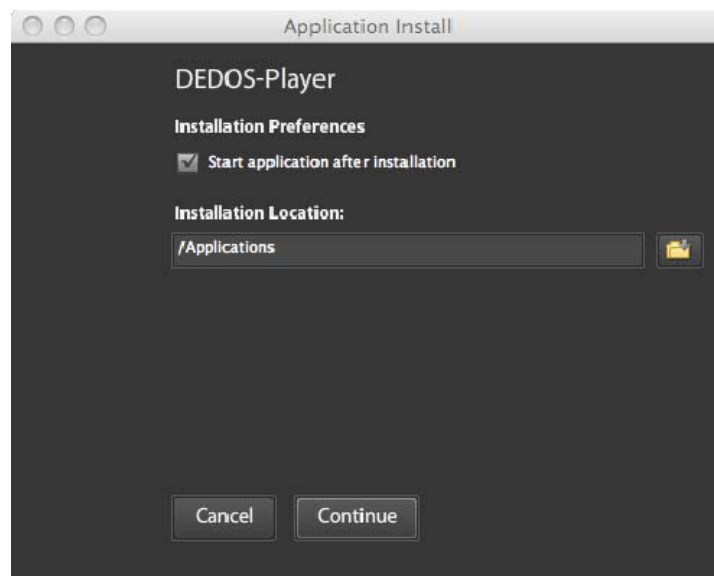 Application Install
DEDOS-Player
Installation Preferences
Start application after installation
Installation Location:
/Applications
Cancel
Continue